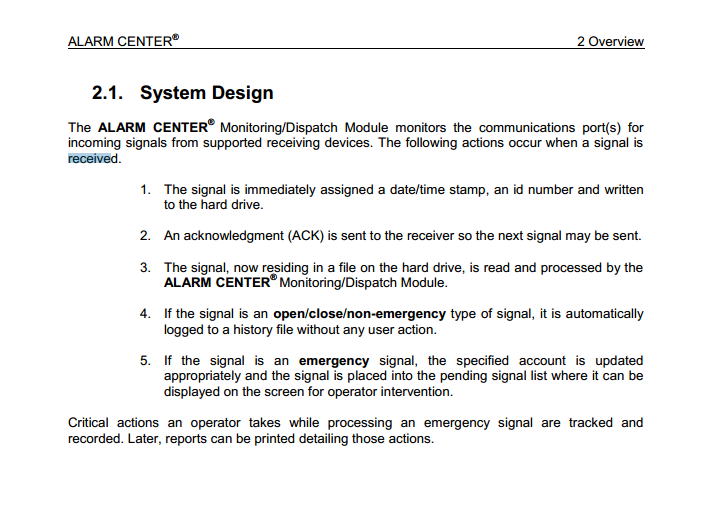 ALARM CENTER® 2 Overview
2.1. System Design
The ALARM CENTER® Monitoring/Dispatch Module monitors the communications port(s) for
incoming signals from supported receiving devices. The following actions occur when a signal is
received.
1. The signal is immediately assigned a date/time stamp, an id number and written
to the hard drive.
2. An acknowledgment (ACK) is sent to the receiver so the next signal may be sent.
3. The signal, now residing in a file on the hard drive, is read and processed by the
ALARM CENTER® Monitoring/Dispatch Module.
4. If the signal is an open/close/non-emergency type of signal, it is automatically
logged to a history file without any user action.
5. If the signal is an emergency signal, the specified account is updated
appropriately and the signal is placed into the pending signal list where it can be
displayed on the screen for operator intervention.
Critical actions an operator takes while processing an emergency signal are tracked and
recorded. Later, reports can be printed detailing those actions.